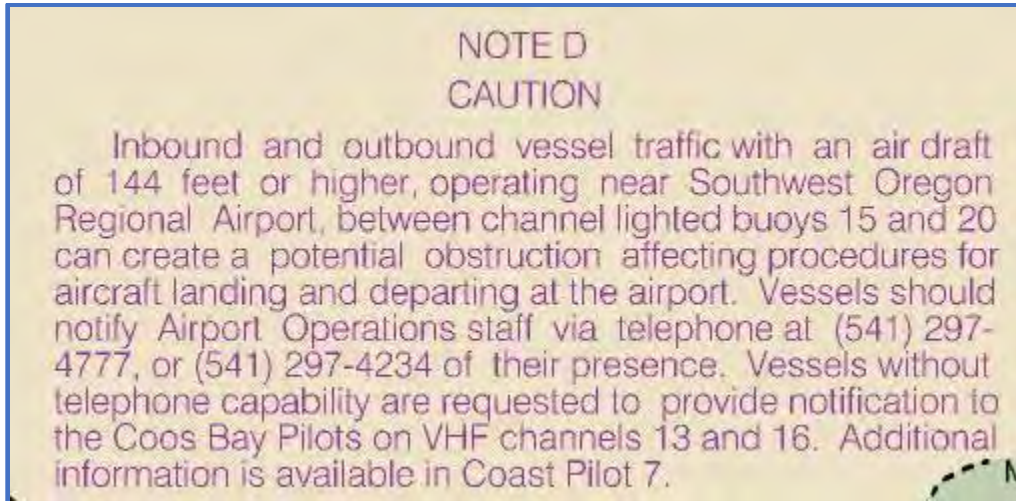 NOTE D
CAUTION
Inbound and outbound vessel traffic with an air draft
of 144 feet or higher, operating near Southwest Oregon
Regional Airport, between channel lighted buoys 15 and 20
can create a potential obstruction affecting procedures for
aircraft landing and departing at the airport. Vessels should
notify Airport Operations staff via telephone at (541) 297-
4777, or (541) 297-4234 of their presence. Vessels without
telephone capability are requested to provide notification to
the Coos Bay Pilots on VHF channels 13 and 16. Additional
information is available in Coast Pilot 7.